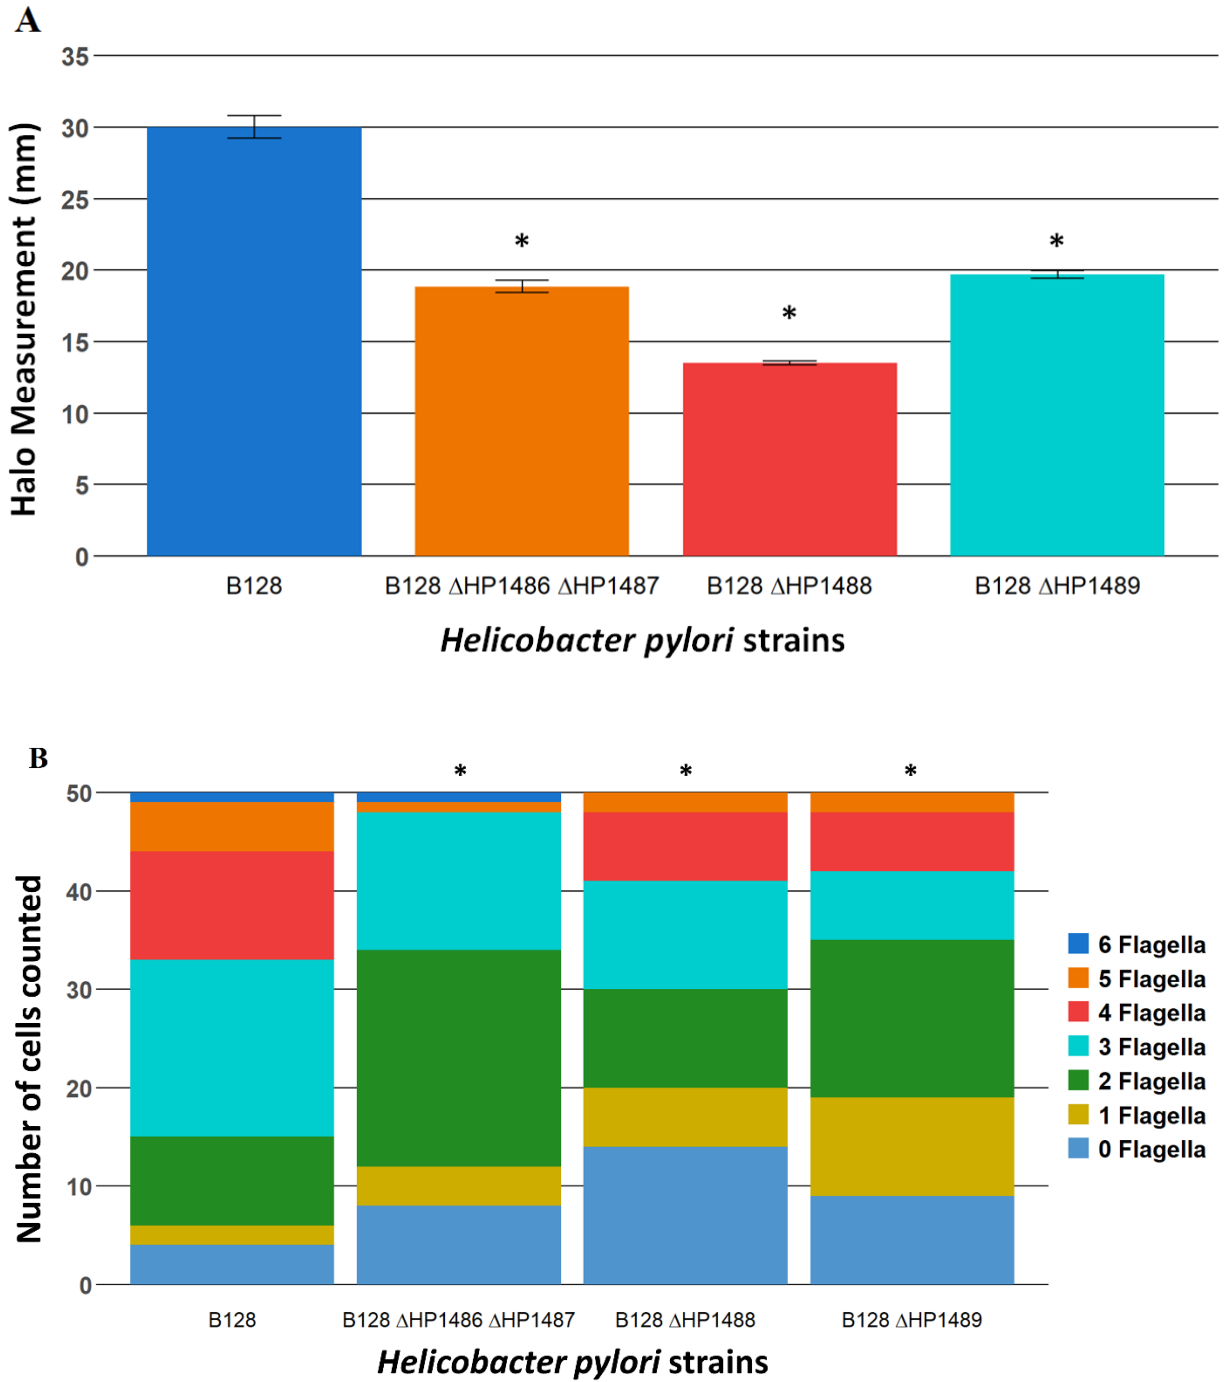 A
35
30
25
20
15
10
5
0
Halo Measurement (mm)
*
*
*
B128
B128 ΔHP1486 ΔHP1487
B128 ΔHP1488
B128 ΔHP1489
Helicobacter pylori strains
B
*
*
*
50
40
30
20
10
0
Number of cells counted
6 Flagella
5 Flagella
4 Flagella
3 Flagella
2 Flagella
1 Flagella
0 Flagella
B128
B128 ΔHP1486 ΔHP1487
B128 ΔHP1488
B128 ΔHP1489
Helicobacter pylori strains